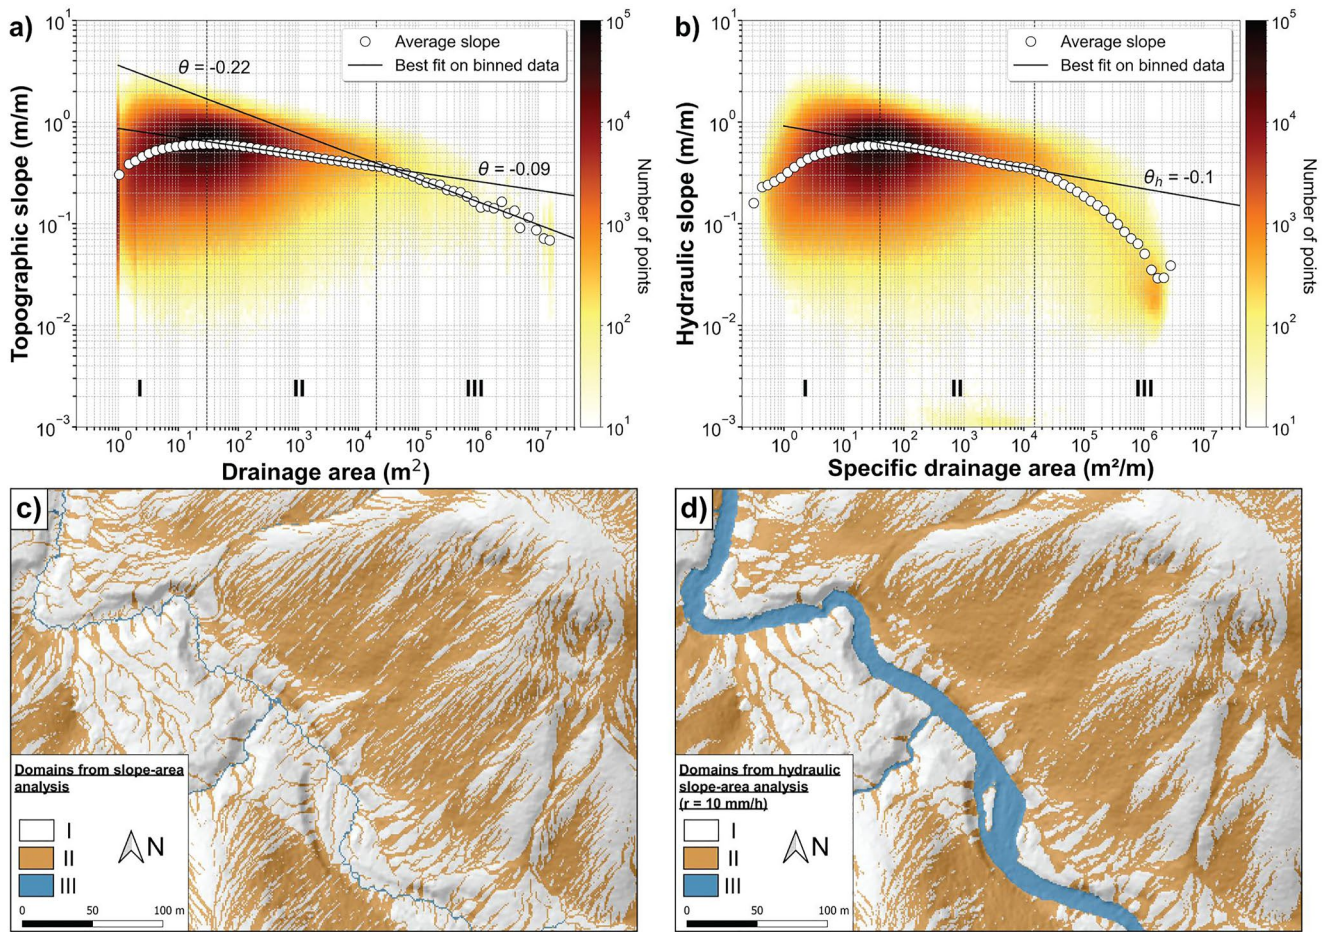 a)
Topographic slope (m/m)
10¹
10⁰
10⁻¹
10⁻²
10⁻³
θ = -0.22
θ = -0.09
Average slope
Best fit on binned data
I
II
III
10⁰ 10¹ 10² 10³ 10⁴ 10⁵ 10⁶ 10⁷
Drainage area (m²)
10⁵
10⁴
10³
10²
10¹
Number of points
b)
Hydraulic slope (m/m)
10¹
10⁰
10⁻¹
10⁻²
10⁻³
Average slope
Best fit on binned data
θₕ = -0.1
I
II
III
10⁰ 10¹ 10² 10³ 10⁴ 10⁵ 10⁶ 10⁷
Specific drainage area (m²/m)
10⁵
10⁴
10³
10²
10¹
Number of points
c)
Domains from slope-area
analysis
I
II
III
N
0 50 100 m
d)
Domains from hydraulic
slope-area analysis
(r = 10 mm/h)
I
II
III
N
0 50 100 m